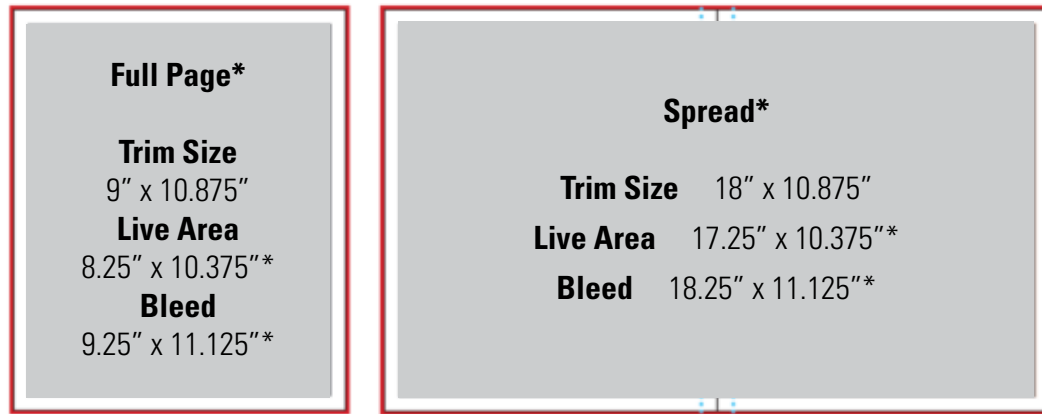 Full Page*
Trim Size
9” x 10.875”
Live Area
8.25” x 10.375”*
Bleed
9.25” x 11.125”*
Spread*
Trim Size 18” x 10.875”
Live Area 17.25” x 10.375”*
Bleed 18.25” x 11.125”*